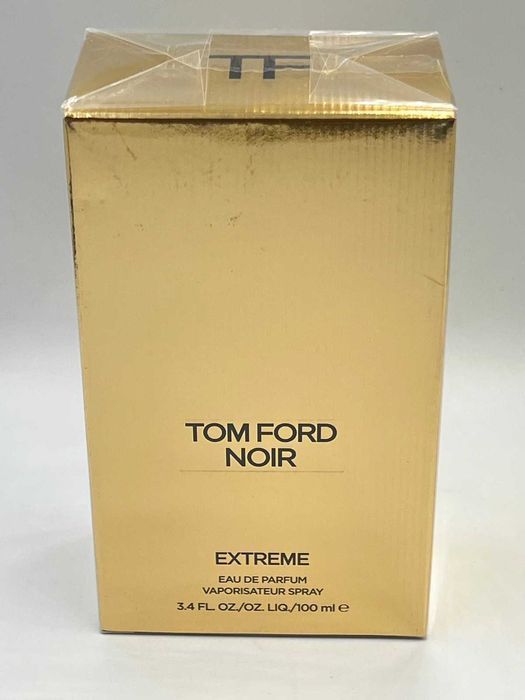 TF
TOM FORD
NOIR
EXTREME
EAU DE PARFUM
VAPORISATEUR SPRAY
3.4 FL. OZ./OZ. LIQ./100 ml ℮